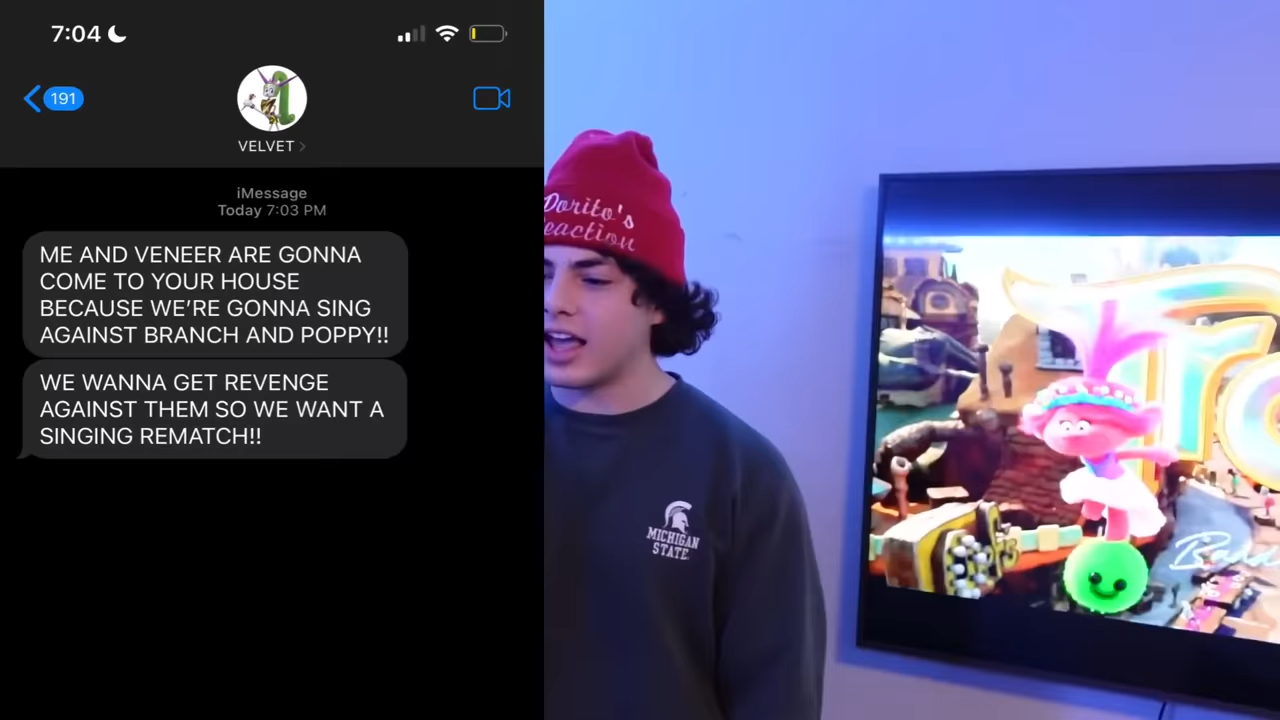 7:04
191
VELVET
iMessage
Today 7:03 PM
ME AND VENEER ARE GONNA
COME TO YOUR HOUSE
BECAUSE WE’RE GONNA SING
AGAINST BRANCH AND POPPY!!
WE WANNA GET REVENGE
AGAINST THEM SO WE WANT A
SINGING REMATCH!!
Dorito's
Reaction
MICHIGAN
STATE
Tro